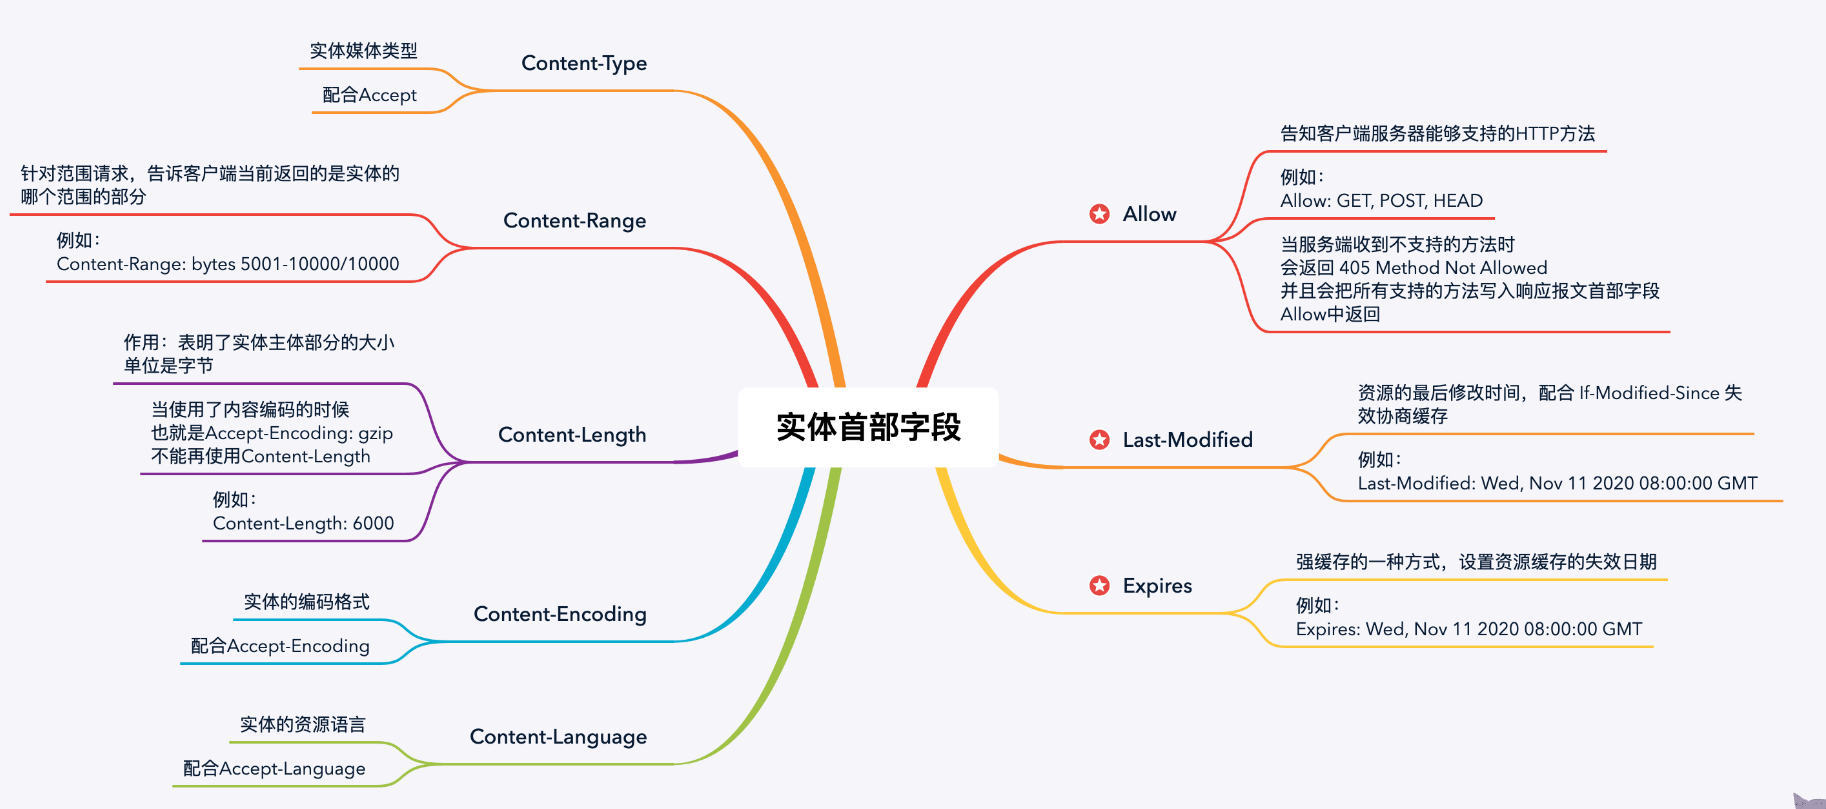 实体首部字段
Content-Type
实体媒体类型
配合Accept
Content-Range
针对范围请求，告诉客户端当前返回的是实体的
哪个范围的部分
例如：
Content-Range: bytes 5001-10000/10000
Content-Length
作用：表明了实体主体部分的大小
单位是字节
当使用了内容编码的时候
也就是Accept-Encoding: gzip
不能再使用Content-Length
例如：
Content-Length: 6000
Content-Encoding
实体的编码格式
配合Accept-Encoding
Content-Language
实体的资源语言
配合Accept-Language
Allow
告知客户端服务器能够支持的HTTP方法
例如：
Allow: GET, POST, HEAD
当服务端收到不支持的方法时
会返回 405 Method Not Allowed
并且会把所有支持的方法写入响应报文首部字段
Allow中返回
Last-Modified
资源的最后修改时间，配合 If-Modified-Since 失
效协商缓存
例如：
Last-Modified: Wed, Nov 11 2020 08:00:00 GMT
Expires
强缓存的一种方式，设置资源缓存的失效日期
例如：
Expires: Wed, Nov 11 2020 08:00:00 GMT